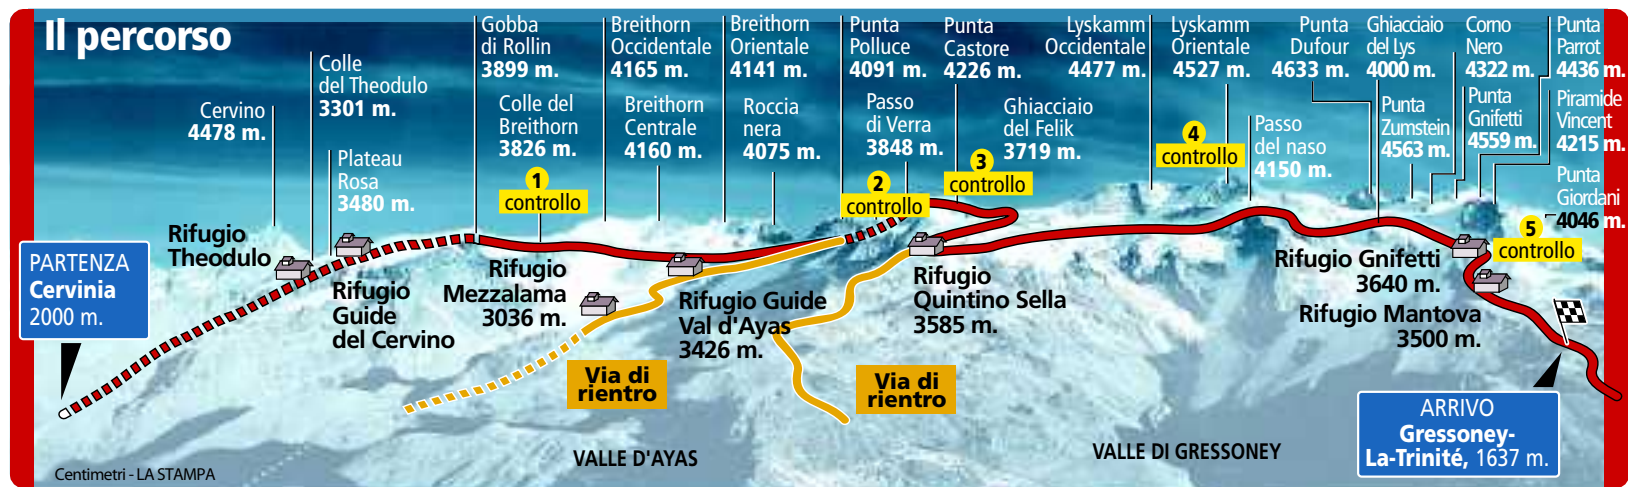 Il percorso
Cervino
4478 m.
Colle
del Theodulo
3301 m.
Plateau
Rosa
3480 m.
Gobba
di Rollin
3899 m.
Colle del
Breithorn
3826 m.
1
controllo
Breithorn
Occidentale
4165 m.
Breithorn
Centrale
4160 m.
Breithorn
Orientale
4141 m.
Roccia
nera
4075 m.
Punta
Polluce
4091 m.
Passo
di Verra
3848 m.
2
controllo
Punta
Castore
4226 m.
3
controllo
Ghiacciaio
del Felik
3719 m.
Lyskamm
Occidentale
4477 m.
Lyskamm
Orientale
4527 m.
4
controllo
Passo
del naso
4150 m.
Punta
Dufour
4633 m.
Ghiacciaio
del Lys
4000 m.
Punta
Zumstein
4563 m.
Corno
Nero
4322 m.
Punta
Gnifetti
4559 m.
Punta
Parrot
4436 m.
Piramide
Vincent
4215 m.
Punta
Giordani
4046 m.
5
controllo
Rifugio
Theodulo
Rifugio
Guide
del Cervino
Rifugio
Mezzalama
3036 m.
Rifugio Guide
Val d'Ayas
3426 m.
Rifugio
Quintino Sella
3585 m.
Rifugio Gnifetti
3640 m.
Rifugio Mantova
3500 m.
PARTENZA
Cervinia
2000 m.
Via di
rientro
Via di
rientro
ARRIVO
Gressoney-
La-Trinité, 1637 m.
VALLE D'AYAS
VALLE DI GRESSONEY
Centimetri - LA STAMPA